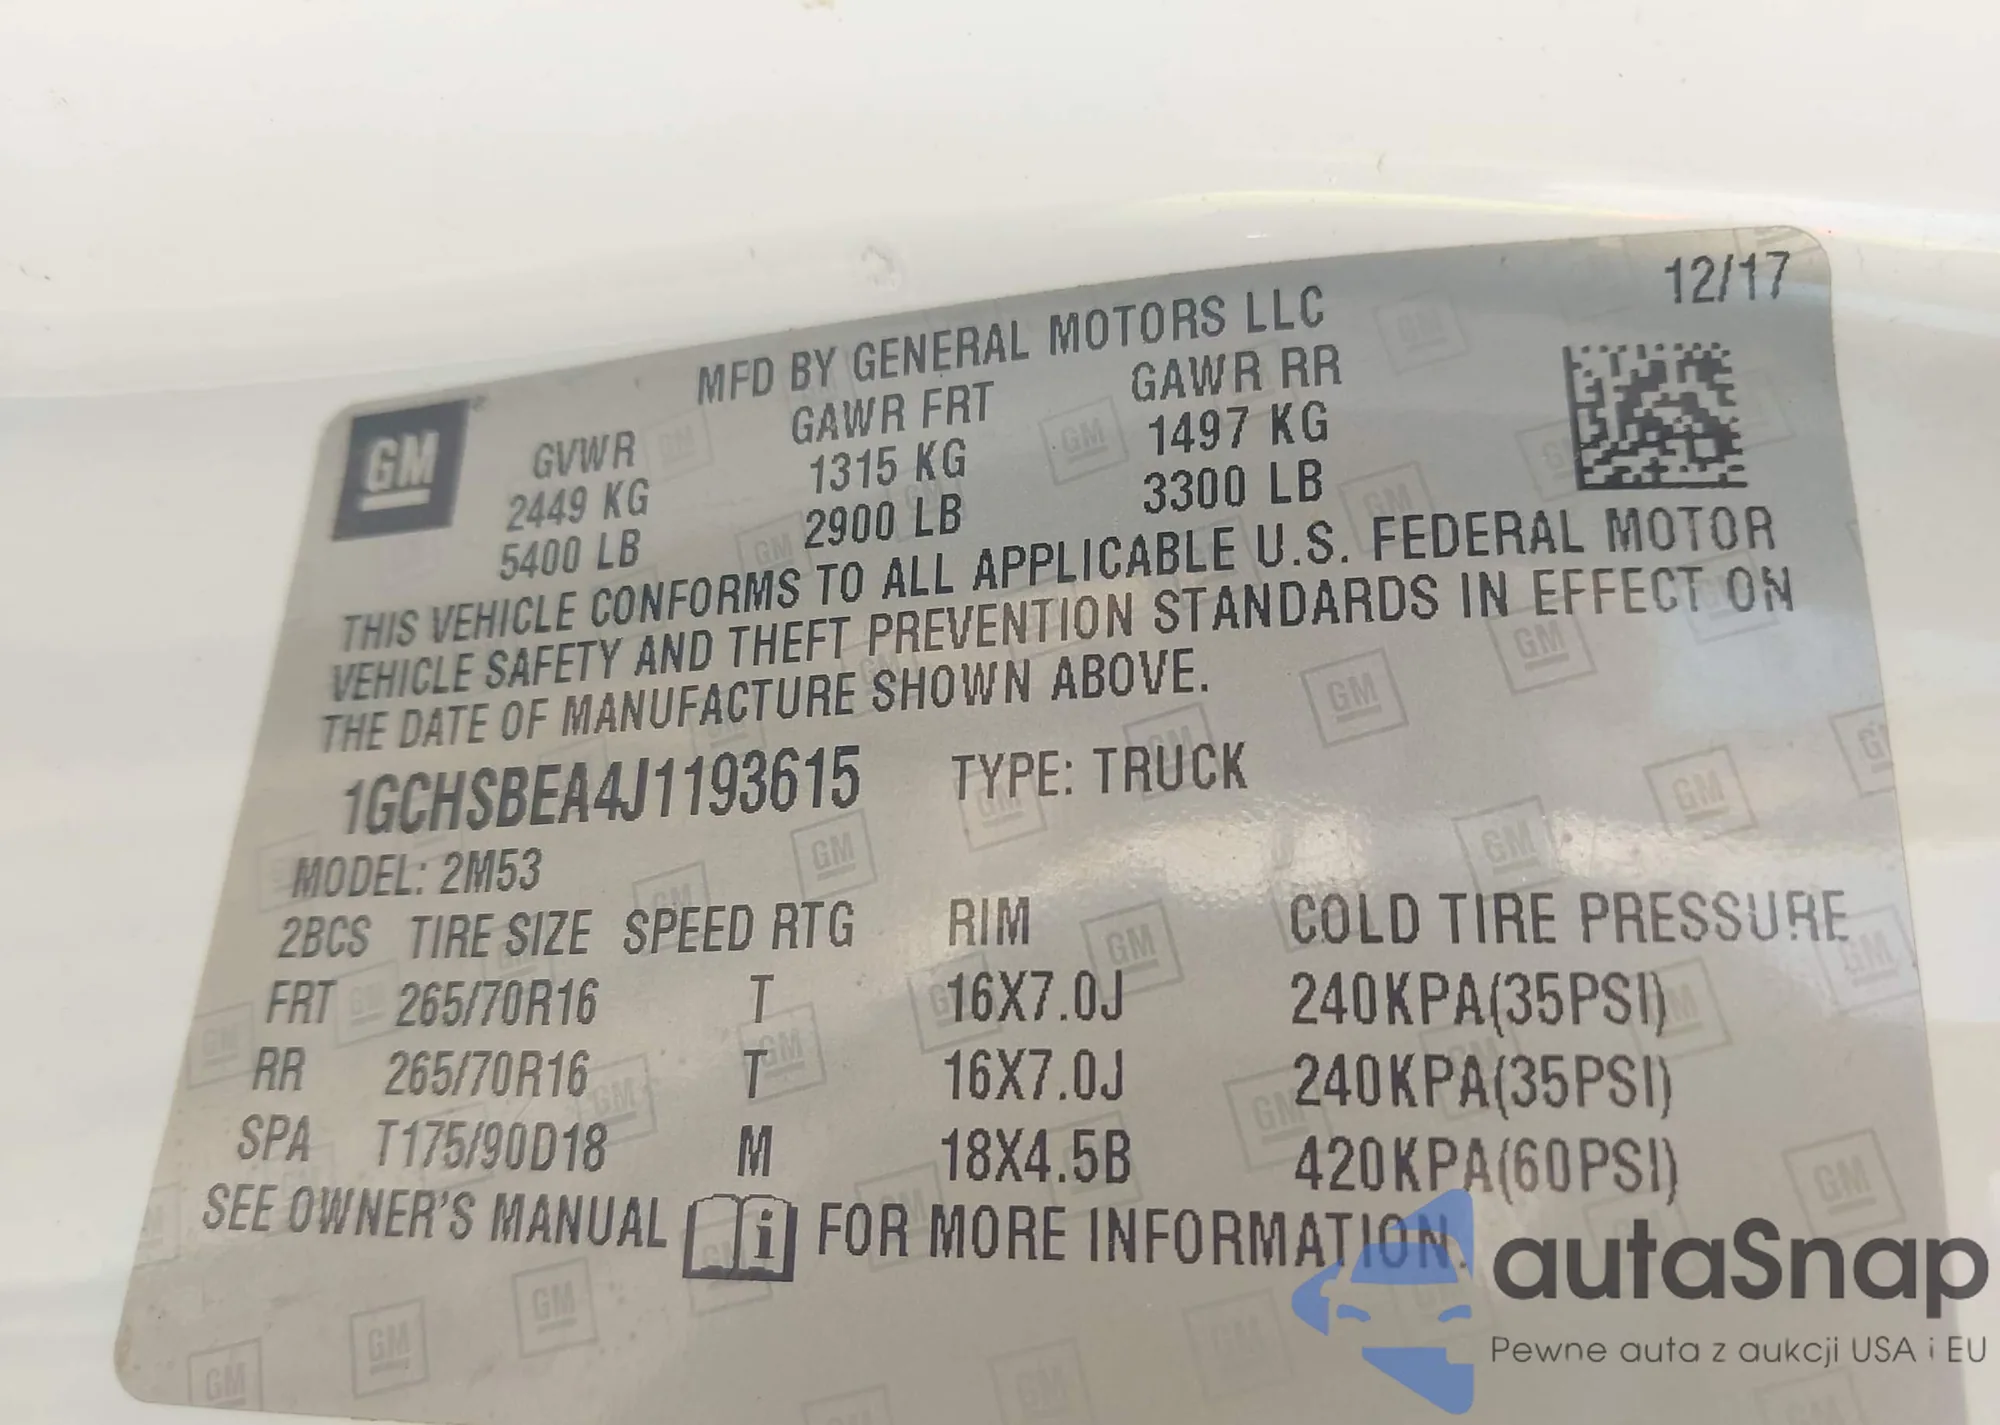 12/17
MFD BY GENERAL MOTORS LLC
GM
GVWR GAWR FRT GAWR RR
2449 KG 1315 KG 1497 KG
5400 LB 2900 LB 3300 LB
THIS VEHICLE CONFORMS TO ALL APPLICABLE U.S. FEDERAL MOTOR
VEHICLE SAFETY AND THEFT PREVENTION STANDARDS IN EFFECT ON
THE DATE OF MANUFACTURE SHOWN ABOVE.
1GCHSBEA4J1193615 TYPE: TRUCK
MODEL: 2M53
2BCS TIRE SIZE SPEED RTG RIM COLD TIRE PRESSURE
FRT 265/70R16 T 16X7.0J 240KPA(35PSI)
RR 265/70R16 T 16X7.0J 240KPA(35PSI)
SPA T175/90D18 M 18X4.5B 420KPA(60PSI)
SEE OWNER'S MANUAL i FOR MORE INFORMATION.
autaSnap
Pewne auta z aukcji USA i EU